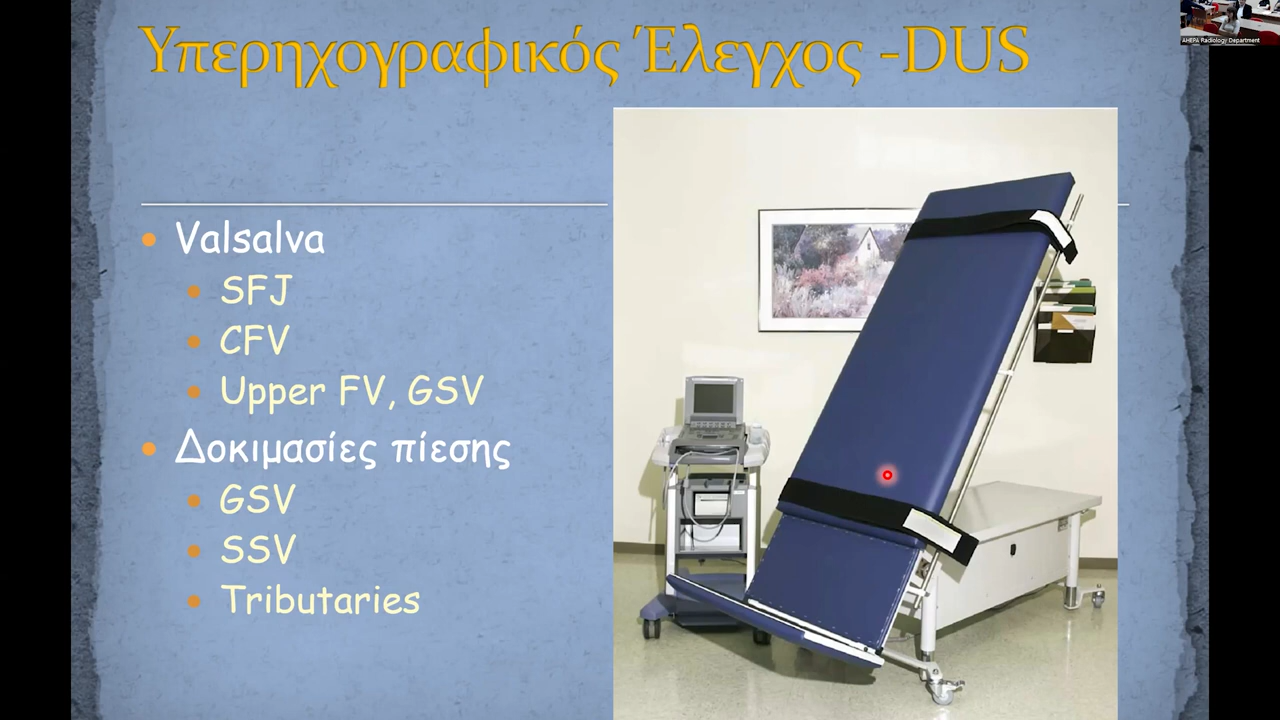 Υπερηχογραφικός Έλεγχος -DUS
AHEPA Radiology Department
Valsalva
SFJ
CFV
Upper FV, GSV
Δοκιμασίες πίεσης
GSV
SSV
Tributaries